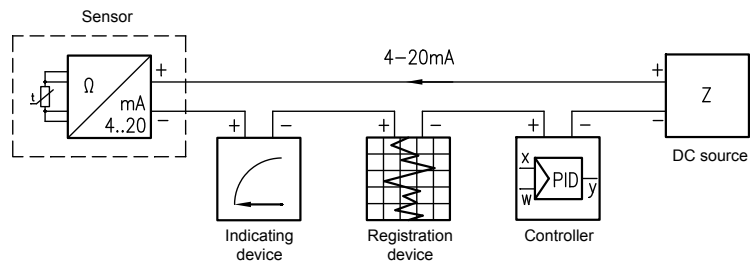 Sensor
4-20mA
t
Ω
mA
4..20
+
−
+
−
+
−
+
−
+
−
Z
DC source
x
w
PID
y
Indicating
device
Registration
device
Controller